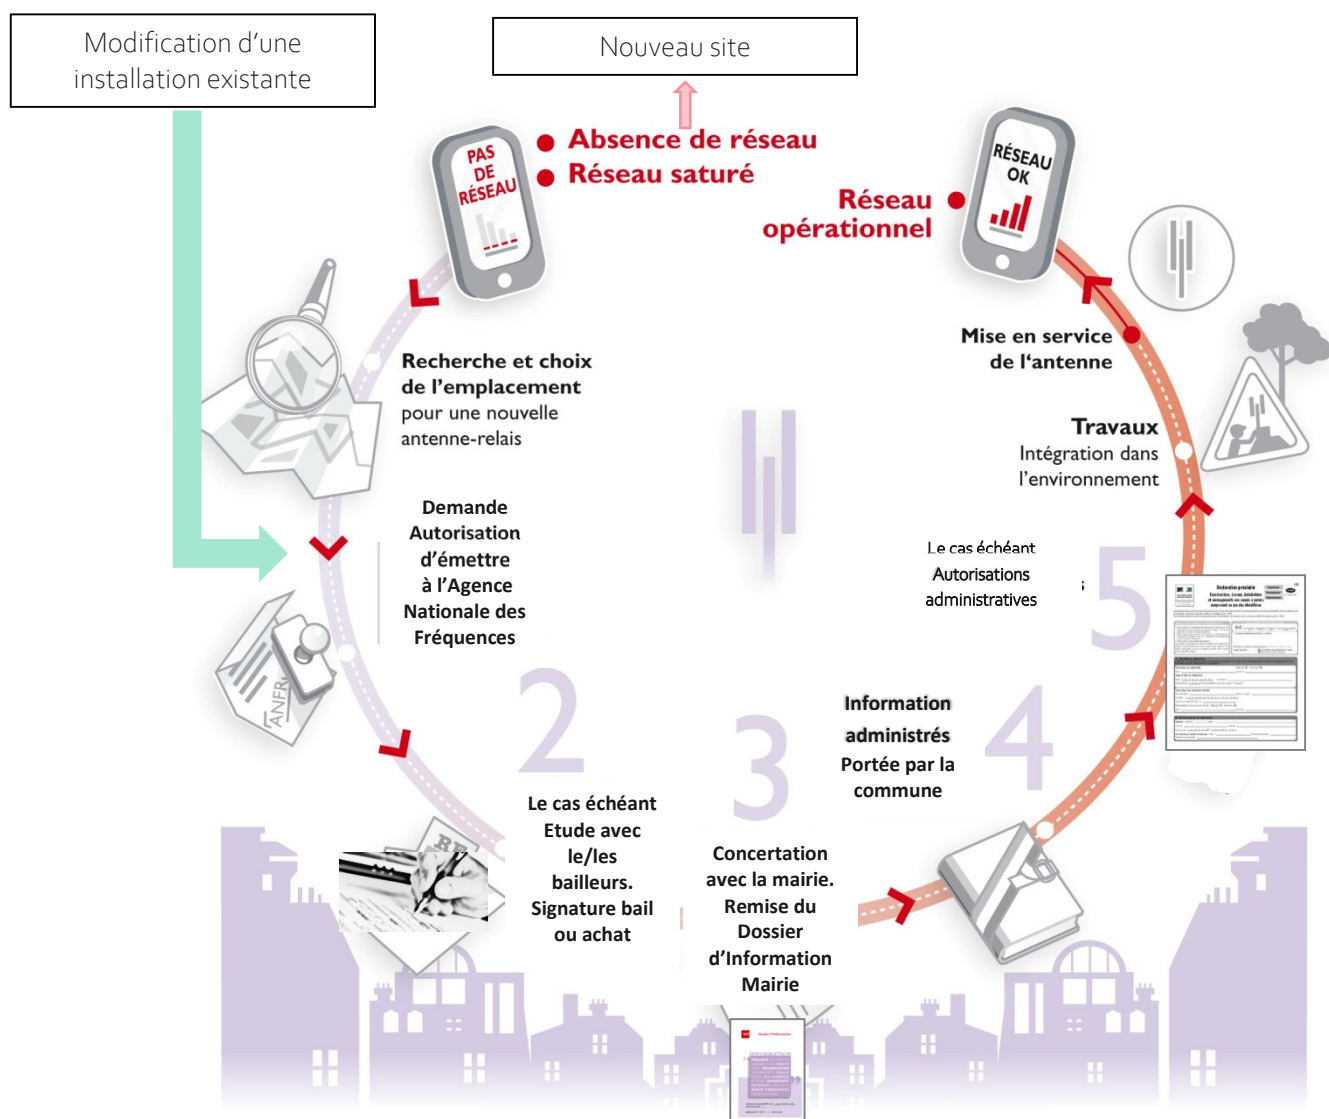 Modification d’une
installation existante
Nouveau site
Absence de réseau
Réseau saturé
PAS
DE
RÉSEAU
RÉSEAU
OK
Réseau
opérationnel
Recherche et choix
de l’emplacement
pour une nouvelle
antenne-relais
Mise en service
de l‘antenne
Travaux
Intégration dans
l’environnement
Demande
Autorisation
d’émettre
à l’Agence
Nationale des
Fréquences
ANFR
Le cas échéant
Autorisations
administratives
5
Déclaration préalable
2
Le cas échéant
Etude avec
le/les
bailleurs.
Signature bail
ou achat
3
Concertation
avec la mairie.
Remise du
Dossier
d’Information
Mairie
4
Information
administrés
Portée par la
commune
Dossier d’Information